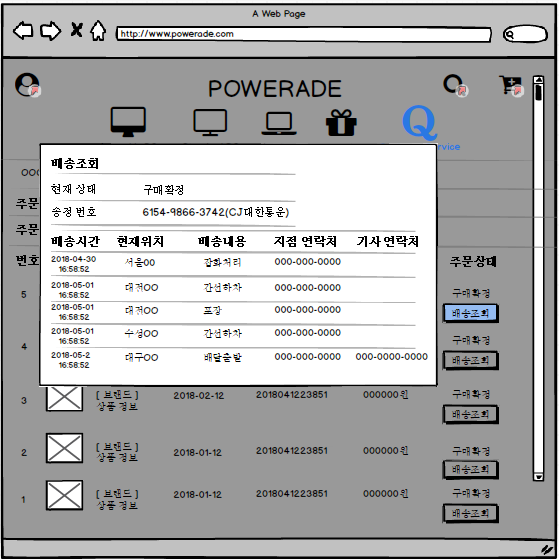 A Web Page
http://www.powerade.com
POWERADE
Q
rvice
배송조회
현재 상태 구매확정
송정 번호 6154-9866-3742(CJ대한통운)
배송시간 현재위치 배송내용 지점 연락처 기사 연락처
2018-04-30 16:58:52 서울00 잡화처리 000-000-0000
2018-05-01 16:58:52 대전OO 간선하차 000-000-0000
2018-05-01 16:58:52 대전OO 포장 000-000-0000
2018-05-01 16:58:52 수성OO 간선하차 000-000-0000
2018-05-2 16:58:52 대구OO 배달출발 000-000-0000 000-0000-0000
주문
주문
번호 주문상태
5 구매확정
배송조회
4 구매확정
배송조회
3 [ 브랜드 ] 상품 정보 2018-02-12 2018041223851 000000원 구매확정
배송조회
2 [ 브랜드 ] 상품 정보 2018-01-12 2018041223851 000000원 구매확정
배송조회
1 [ 브랜드 ] 상품 정보 2018-01-12 2018041223851 000000원 구매확정
배송조회